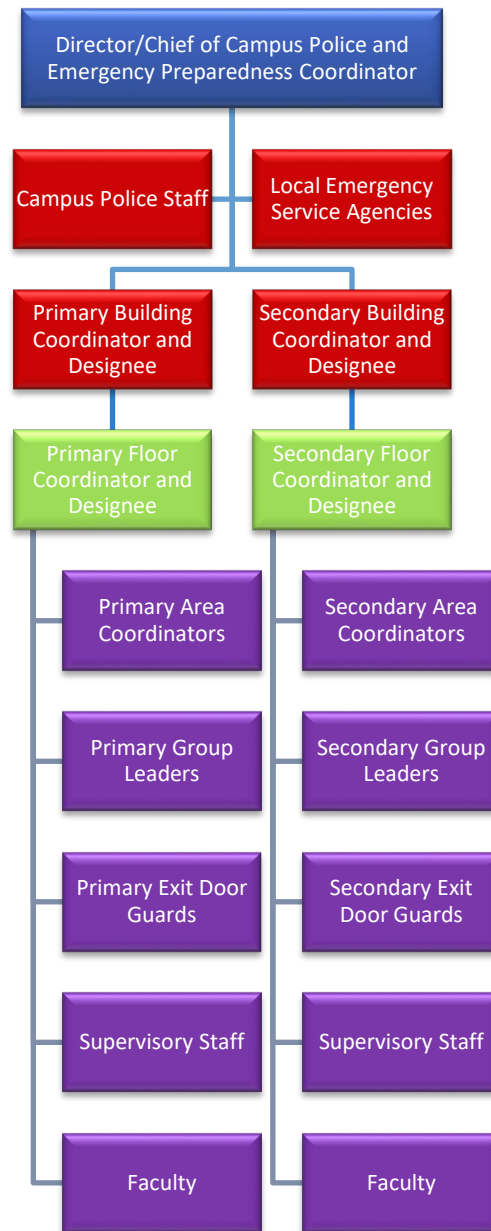 Director/Chief of Campus Police and
Emergency Preparedness Coordinator
Campus Police Staff
Local Emergency
Service Agencies
Primary Building
Coordinator and
Designee
Secondary Building
Coordinator and
Designee
Primary Floor
Coordinator and
Designee
Secondary Floor
Coordinator and
Designee
Primary Area
Coordinators
Secondary Area
Coordinators
Primary Group
Leaders
Secondary Group
Leaders
Primary Exit Door
Guards
Secondary Exit
Door Guards
Supervisory Staff
Supervisory Staff
Faculty
Faculty